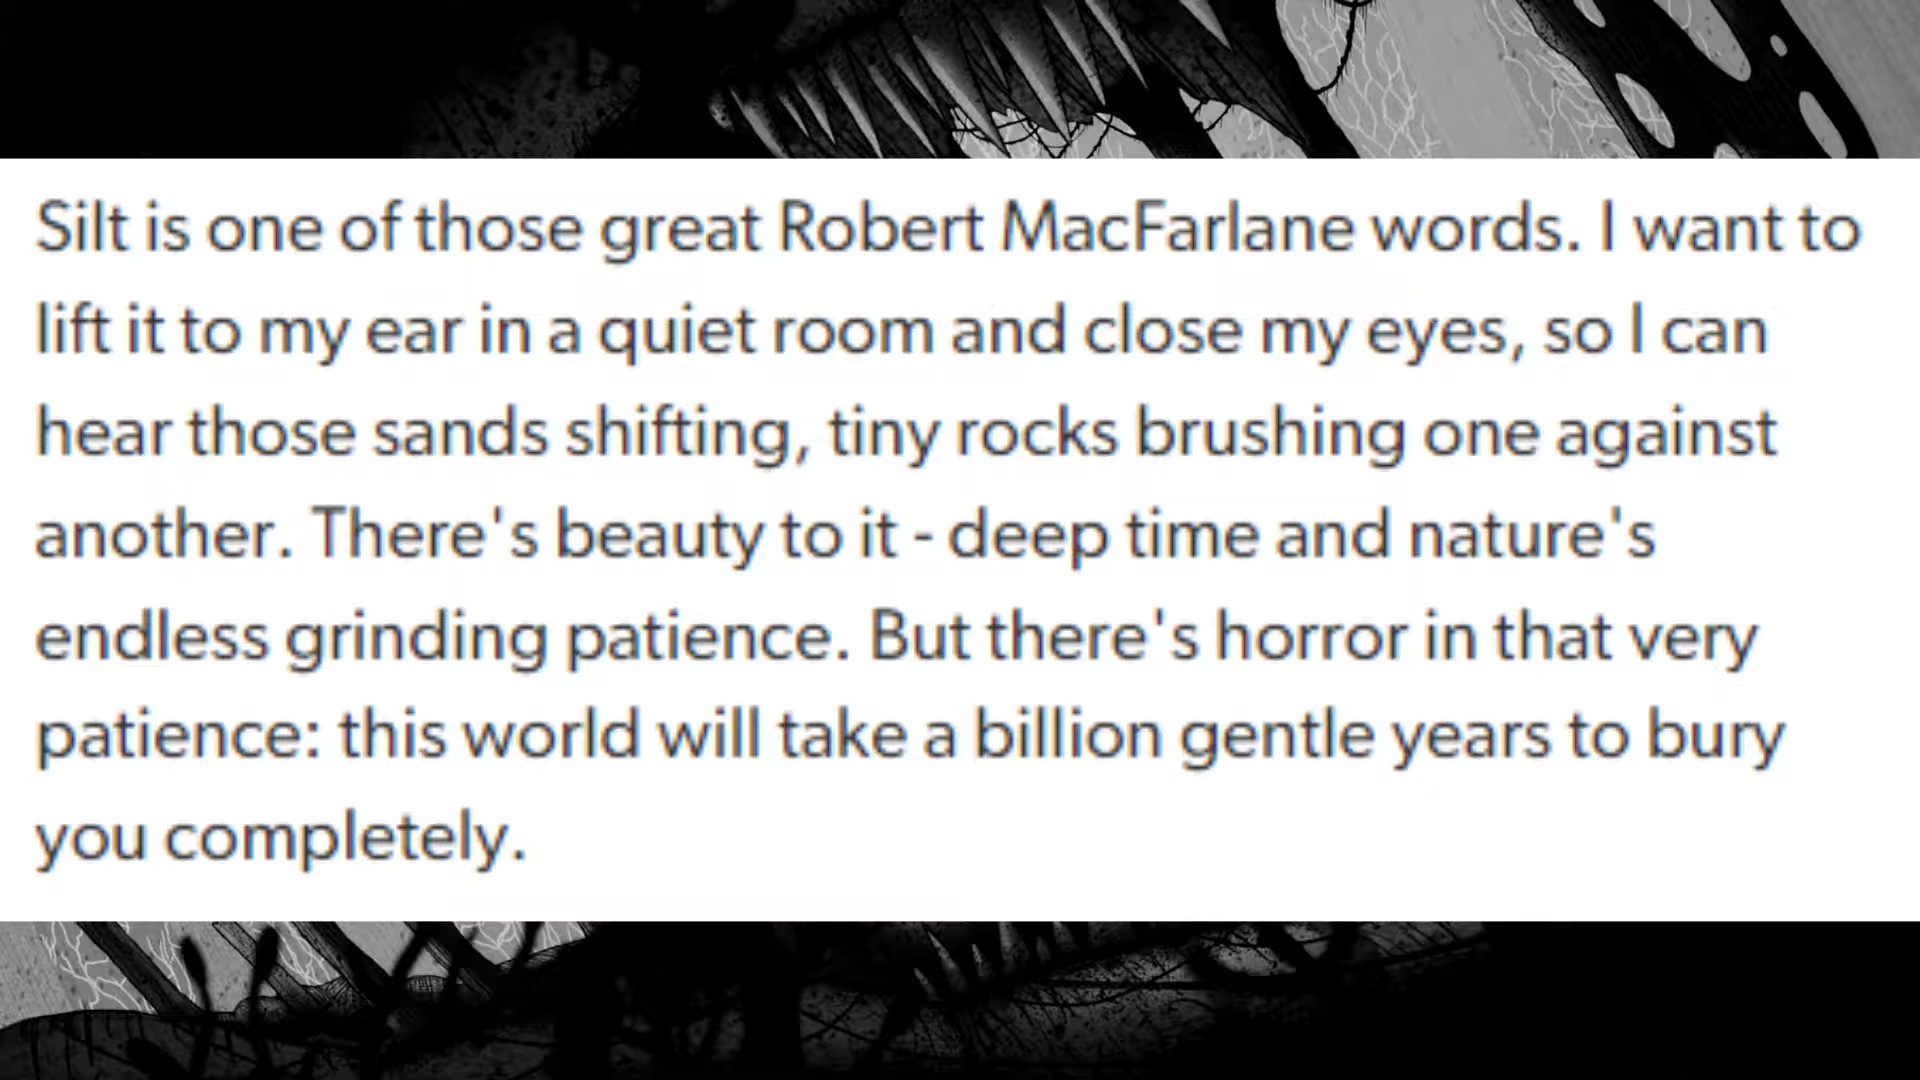 Silt is one of those great Robert MacFarlane words. I want to
lift it to my ear in a quiet room and close my eyes, so I can
hear those sands shifting, tiny rocks brushing one against
another. There's beauty to it - deep time and nature's
endless grinding patience. But there's horror in that very
patience: this world will take a billion gentle years to bury
you completely.